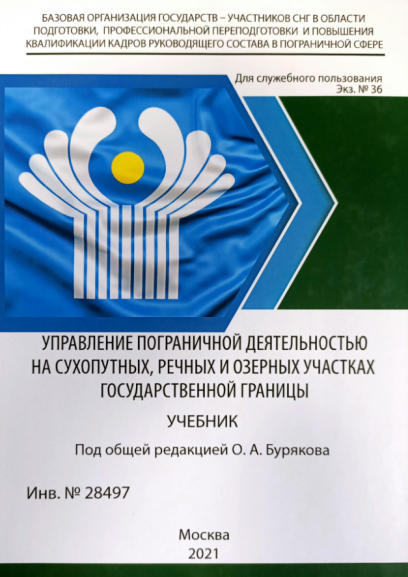 БАЗОВАЯ ОРГАНИЗАЦИЯ ГОСУДАРСТВ – УЧАСТНИКОВ СНГ В ОБЛАСТИ
ПОДГОТОВКИ, ПРОФЕССИОНАЛЬНОЙ ПЕРЕПОДГОТОВКИ И ПОВЫШЕНИЯ
КВАЛИФИКАЦИИ КАДРОВ РУКОВОДЯЩЕГО СОСТАВА В ПОГРАНИЧНОЙ СФЕРЕ
Для служебного пользования
Экз. № 36
УПРАВЛЕНИЕ ПОГРАНИЧНОЙ ДЕЯТЕЛЬНОСТЬЮ
НА СУХОПУТНЫХ, РЕЧНЫХ И ОЗЕРНЫХ УЧАСТКАХ
ГОСУДАРСТВЕННОЙ ГРАНИЦЫ
УЧЕБНИК
Под общей редакцией О. А. Бурякова
Инв. № 28497
Москва
2021